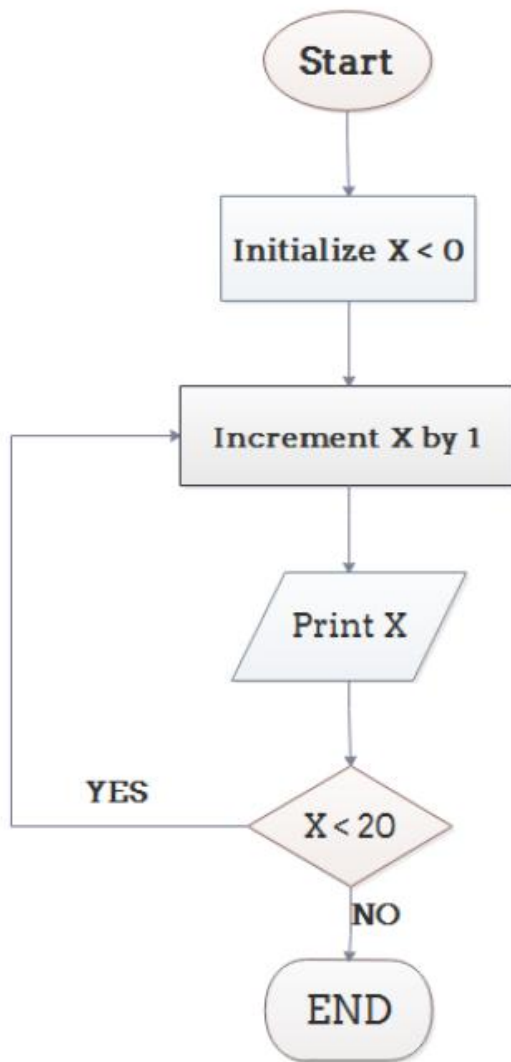 Start
Initialize X < 0
Increment X by 1
Print X
YES
X < 20
NO
END